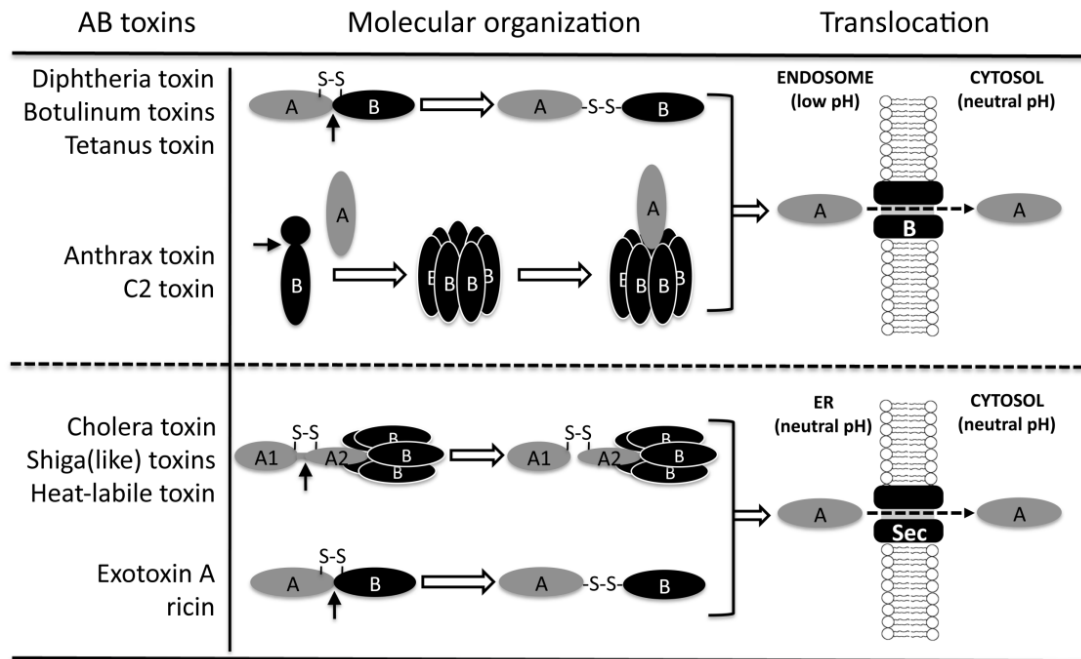 AB toxins
Molecular organization
Translocation
Diphtheria toxin
Botulinum toxins
Tetanus toxin
S-S
A
B
A
-S-S-
B
ENDOSOME
(low pH)
CYTOSOL
(neutral pH)
A
B
A
Anthrax toxin
C2 toxin
A
B
B
B
B
B
B
A
B
B
B
B
B
Cholera toxin
Shiga(like) toxins
Heat-labile toxin
S-S
A1
A2
B
B
B
S-S
A1
A2
B
B
B
ER
(neutral pH)
CYTOSOL
(neutral pH)
A
Sec
A
Exotoxin A
ricin
S-S
A
B
A
-S-S-
B